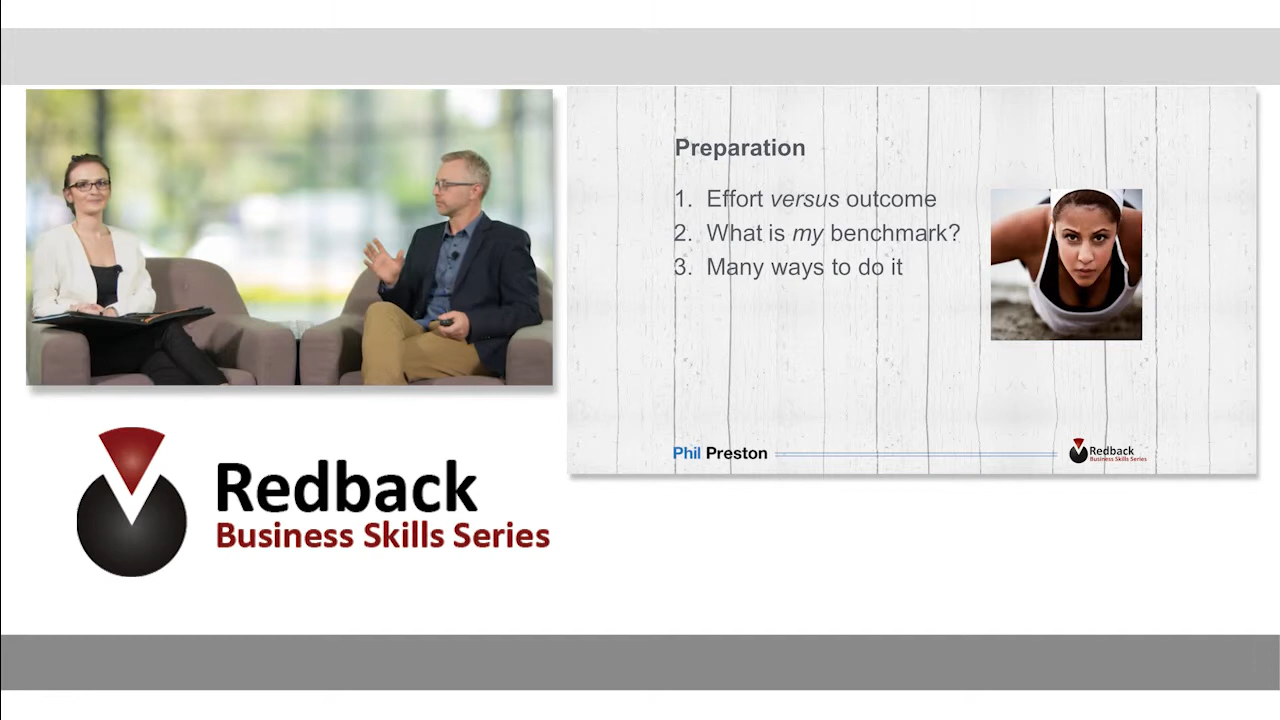 Preparation
1. Effort versus outcome
2. What is my benchmark?
3. Many ways to do it
Phil Preston
Redback
Business Skills Series
Redback
Business Skills Series